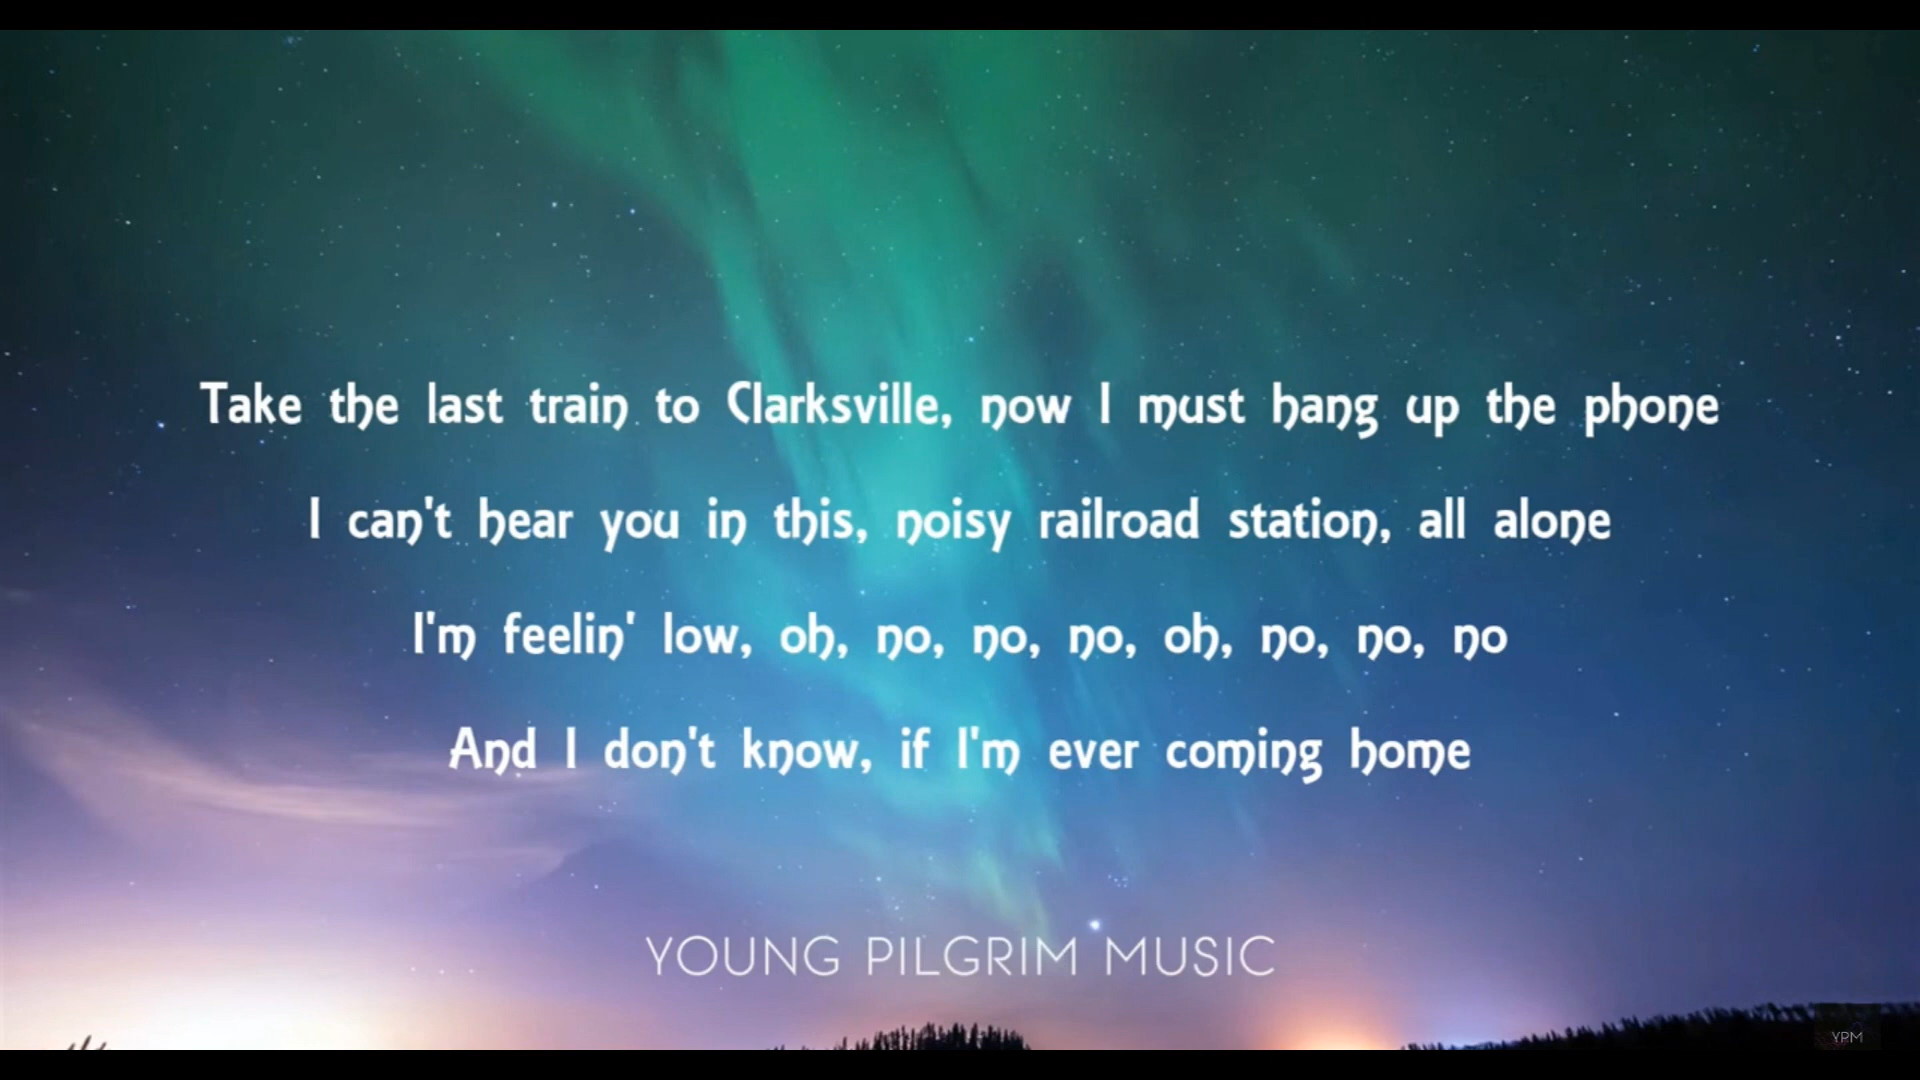 Take the last train to Clarksville, now I must hang up the phone
I can't hear you in this, noisy railroad station, all alone
I'm feelin' low, oh, no, no, no, oh, no, no, no
And I don't know, if I'm ever coming home
YOUNG PILGRIM MUSIC
YPM